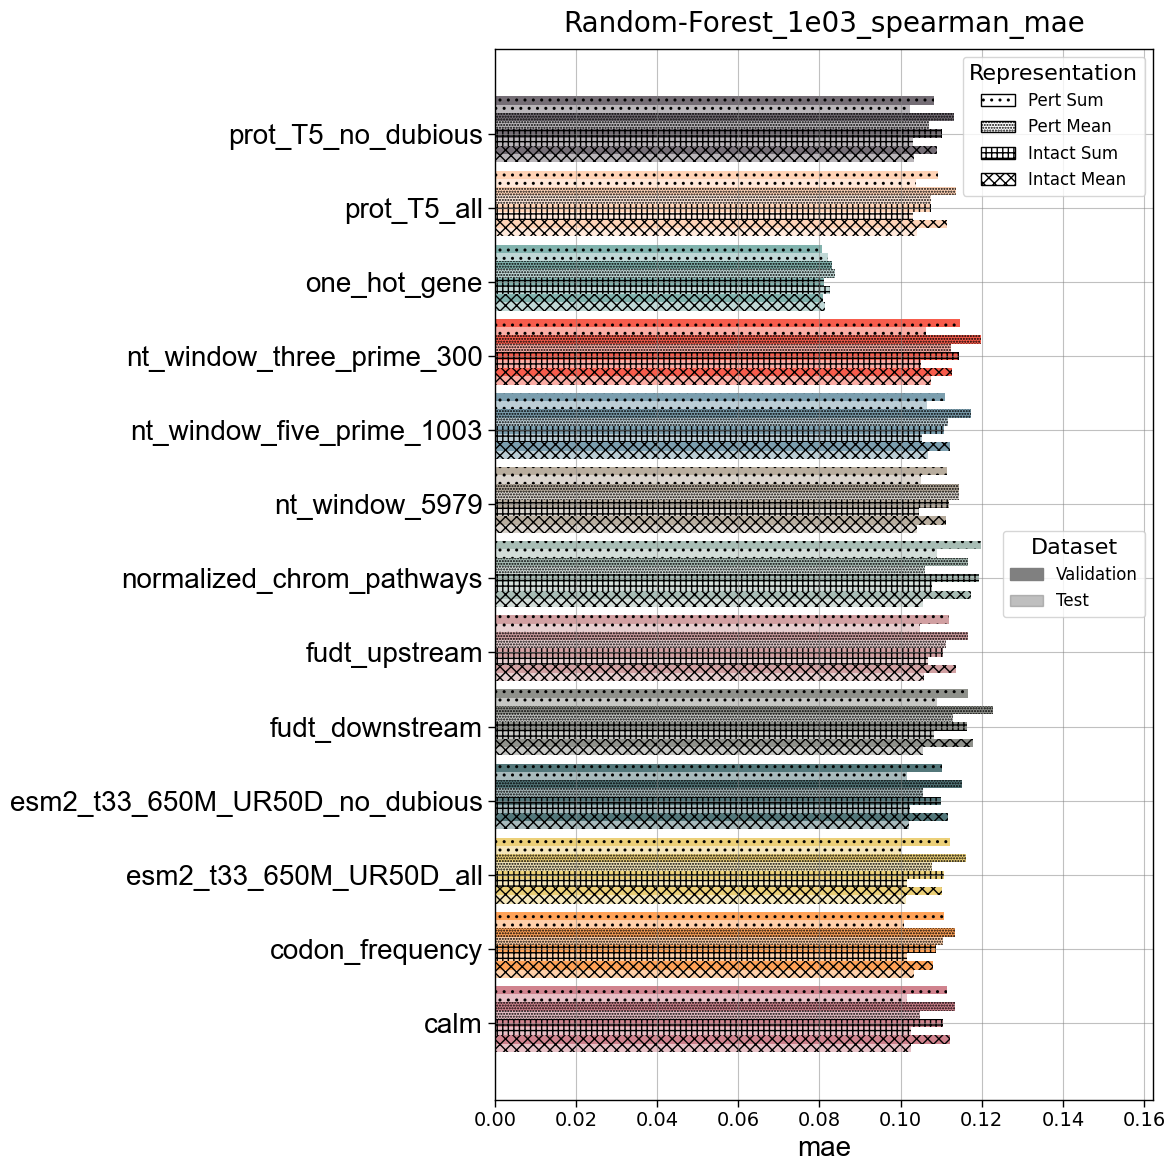 Random-Forest_1e03_spearman_mae
Representation
Pert Sum
Pert Mean
Intact Sum
Intact Mean
prot_T5_no_dubious
prot_T5_all
one_hot_gene
nt_window_three_prime_300
nt_window_five_prime_1003
nt_window_5979
normalized_chrom_pathways
Dataset
Validation
Test
fudt_upstream
fudt_downstream
esm2_t33_650M_UR50D_no_dubious
esm2_t33_650M_UR50D_all
codon_frequency
calm
0.00 0.02 0.04 0.06 0.08 0.10 0.12 0.14 0.16
mae